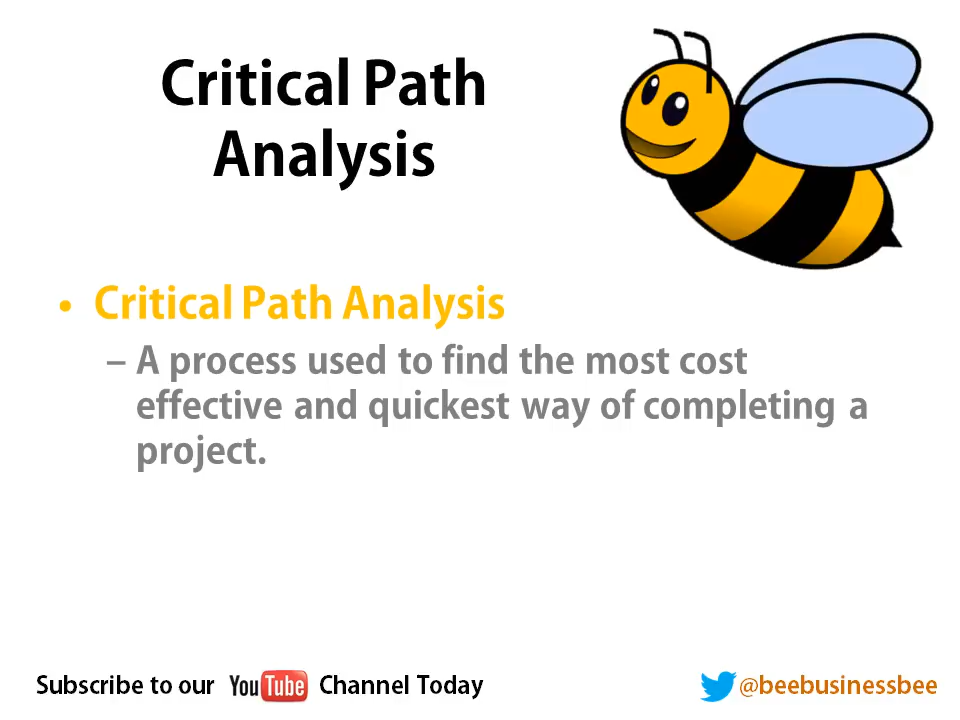 Critical Path
Analysis
• Critical Path Analysis
– A process used to find the most cost
effective and quickest way of completing a
project.
Subscribe to our YouTube Channel Today
@beebusinessbee